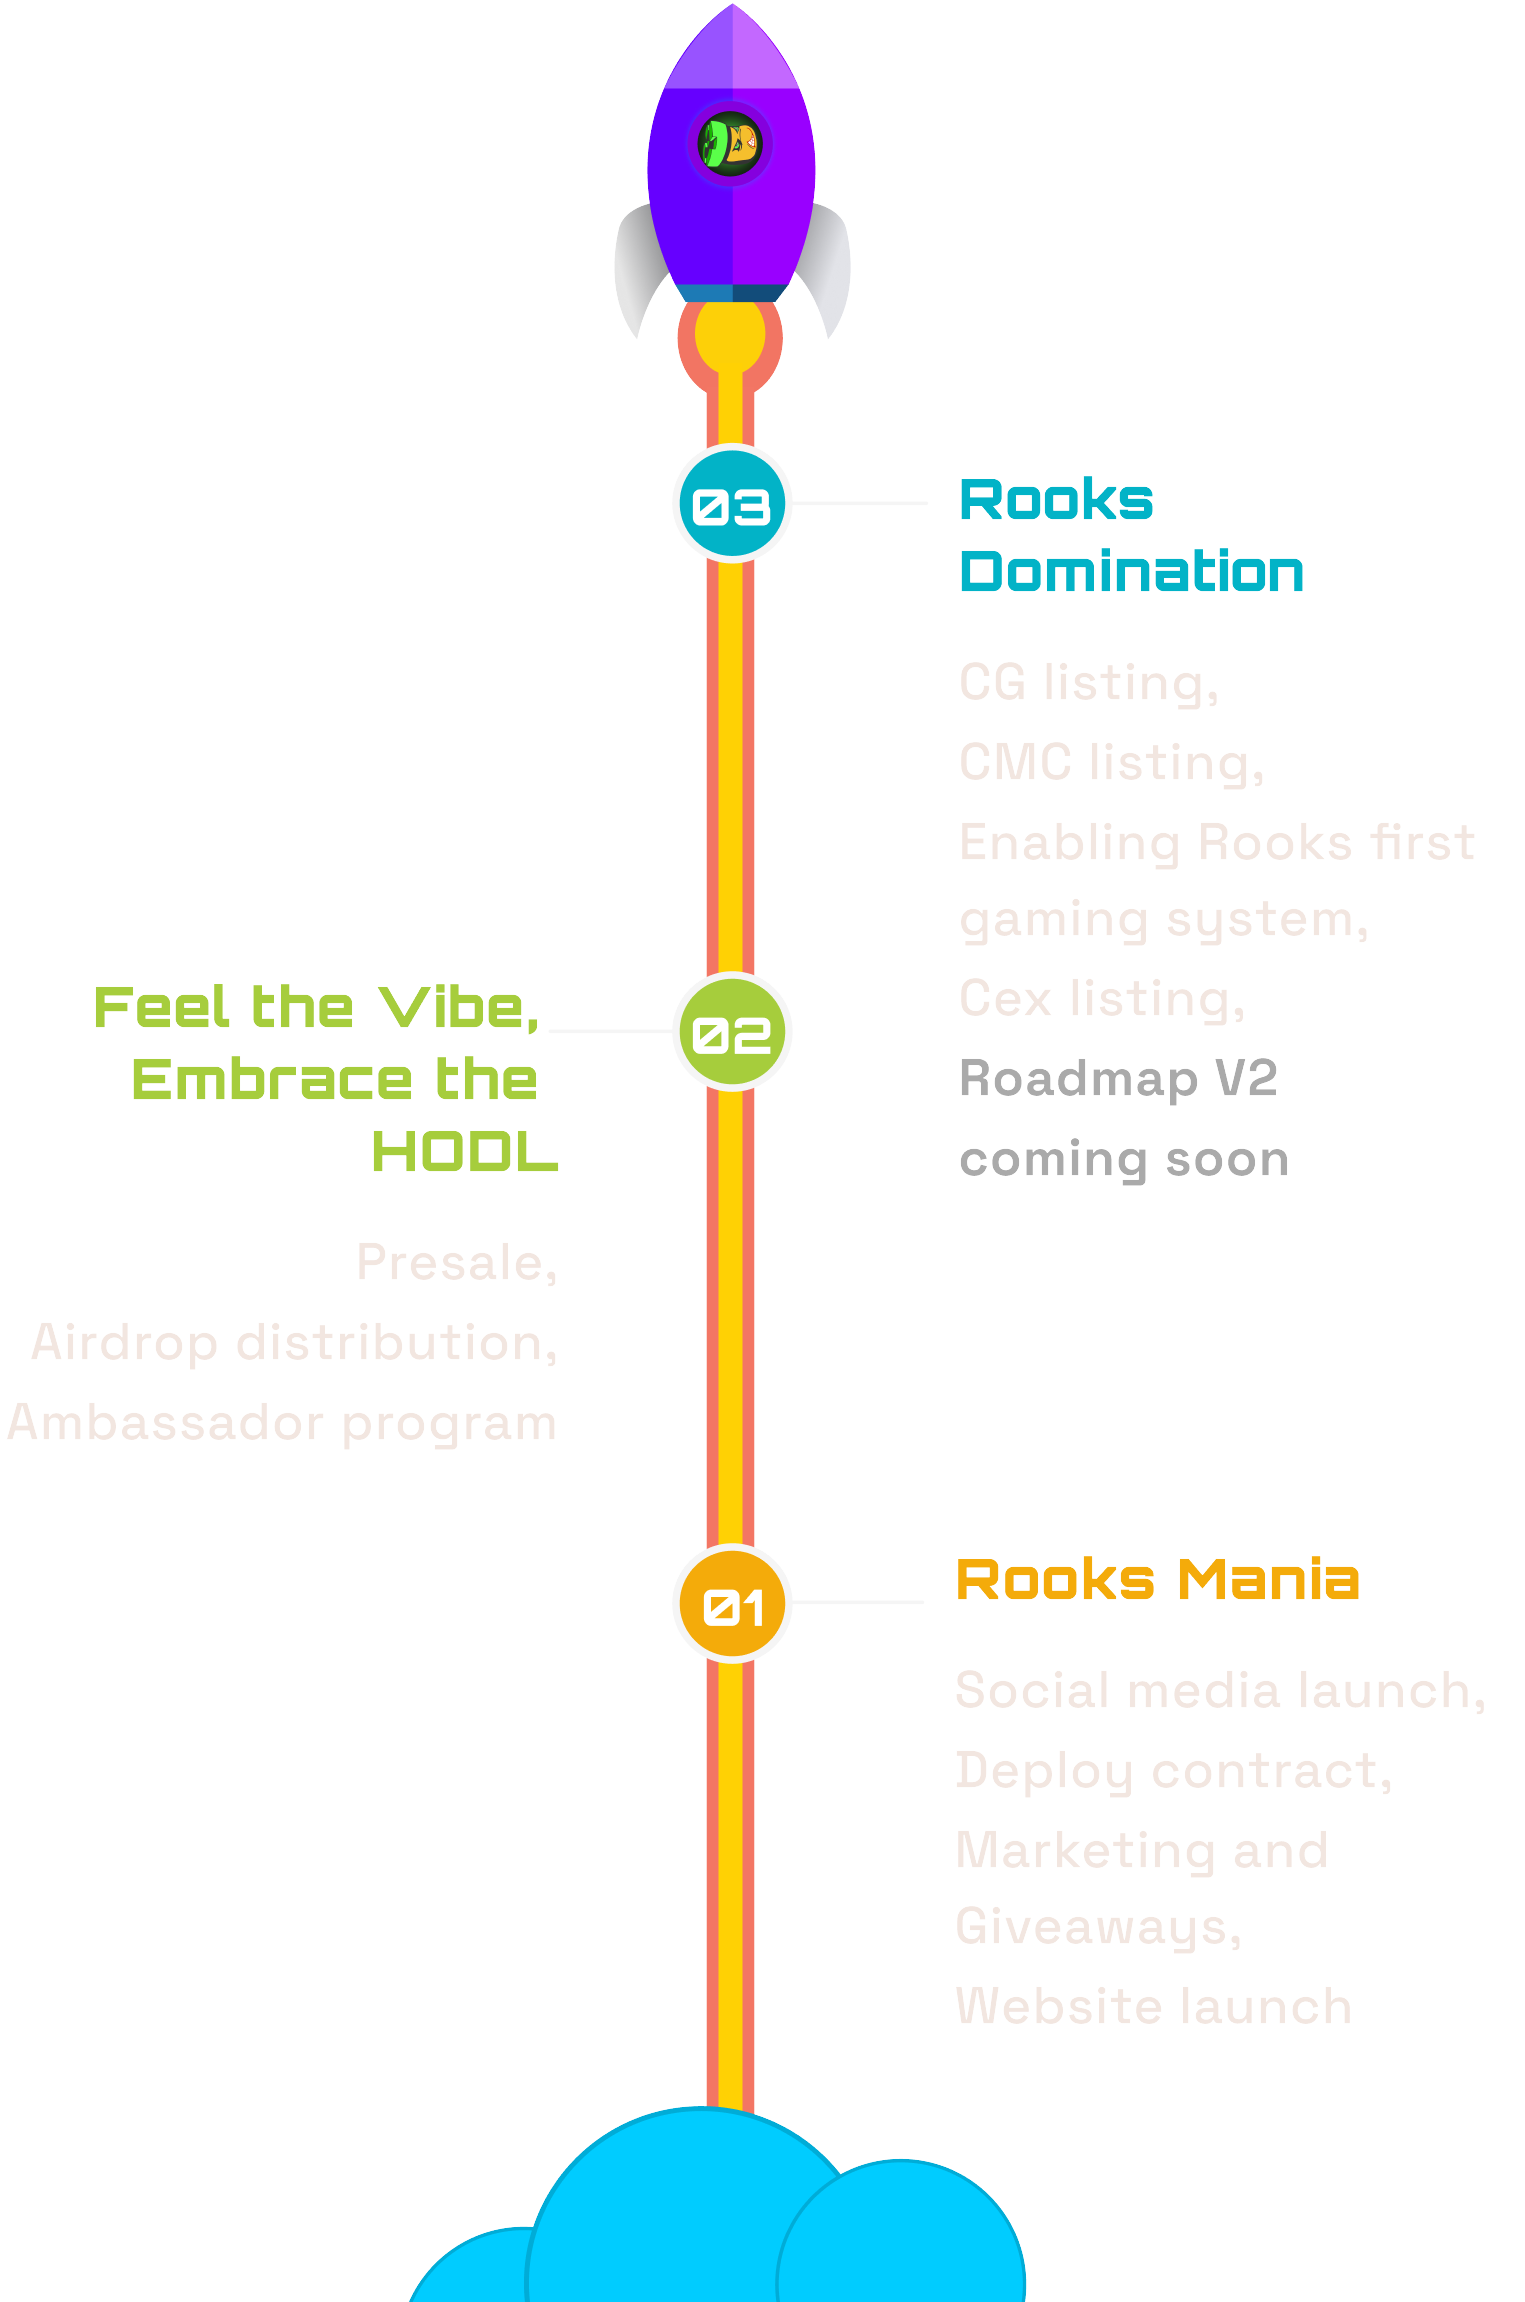 03
Rooks
Domination
CG listing,
CMC listing,
Enabling Rooks first
gaming system,
Cex listing,
Roadmap V2
coming soon
02
Feel the Vibe,
Embrace the
HODL
Presale,
Airdrop distribution,
Ambassador program
01
Rooks Mania
Social media launch,
Deploy contract,
Marketing and
Giveaways,
Website launch